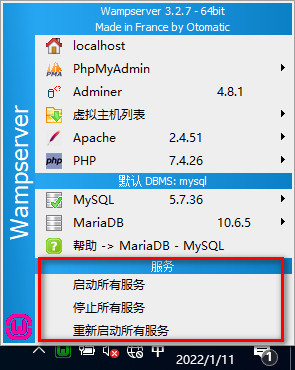 Wampserver 3.2.7 - 64bit
Made in France by Otomatic
Wampserver
localhost
PhpMyAdmin
Adminer 4.8.1
虚拟主机列表
Apache 2.4.51
PHP 7.4.26
默认 DBMS: mysql
MySQL 5.7.36
MariaDB 10.6.5
帮助 -> MariaDB - MySQL
服务
启动所有服务
停止所有服务
重新启动所有服务
中
2022/1/11
1